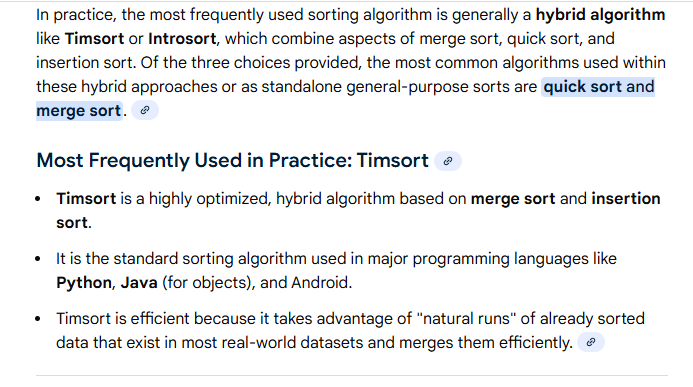 In practice, the most frequently used sorting algorithm is generally a hybrid algorithm
like Timsort or Introsort, which combine aspects of merge sort, quick sort, and
insertion sort. Of the three choices provided, the most common algorithms used within
these hybrid approaches or as standalone general-purpose sorts are quick sort and
merge sort.
Most Frequently Used in Practice: Timsort
• Timsort is a highly optimized, hybrid algorithm based on merge sort and insertion
sort.
• It is the standard sorting algorithm used in major programming languages like
Python, Java (for objects), and Android.
• Timsort is efficient because it takes advantage of "natural runs" of already sorted
data that exist in most real-world datasets and merges them efficiently.